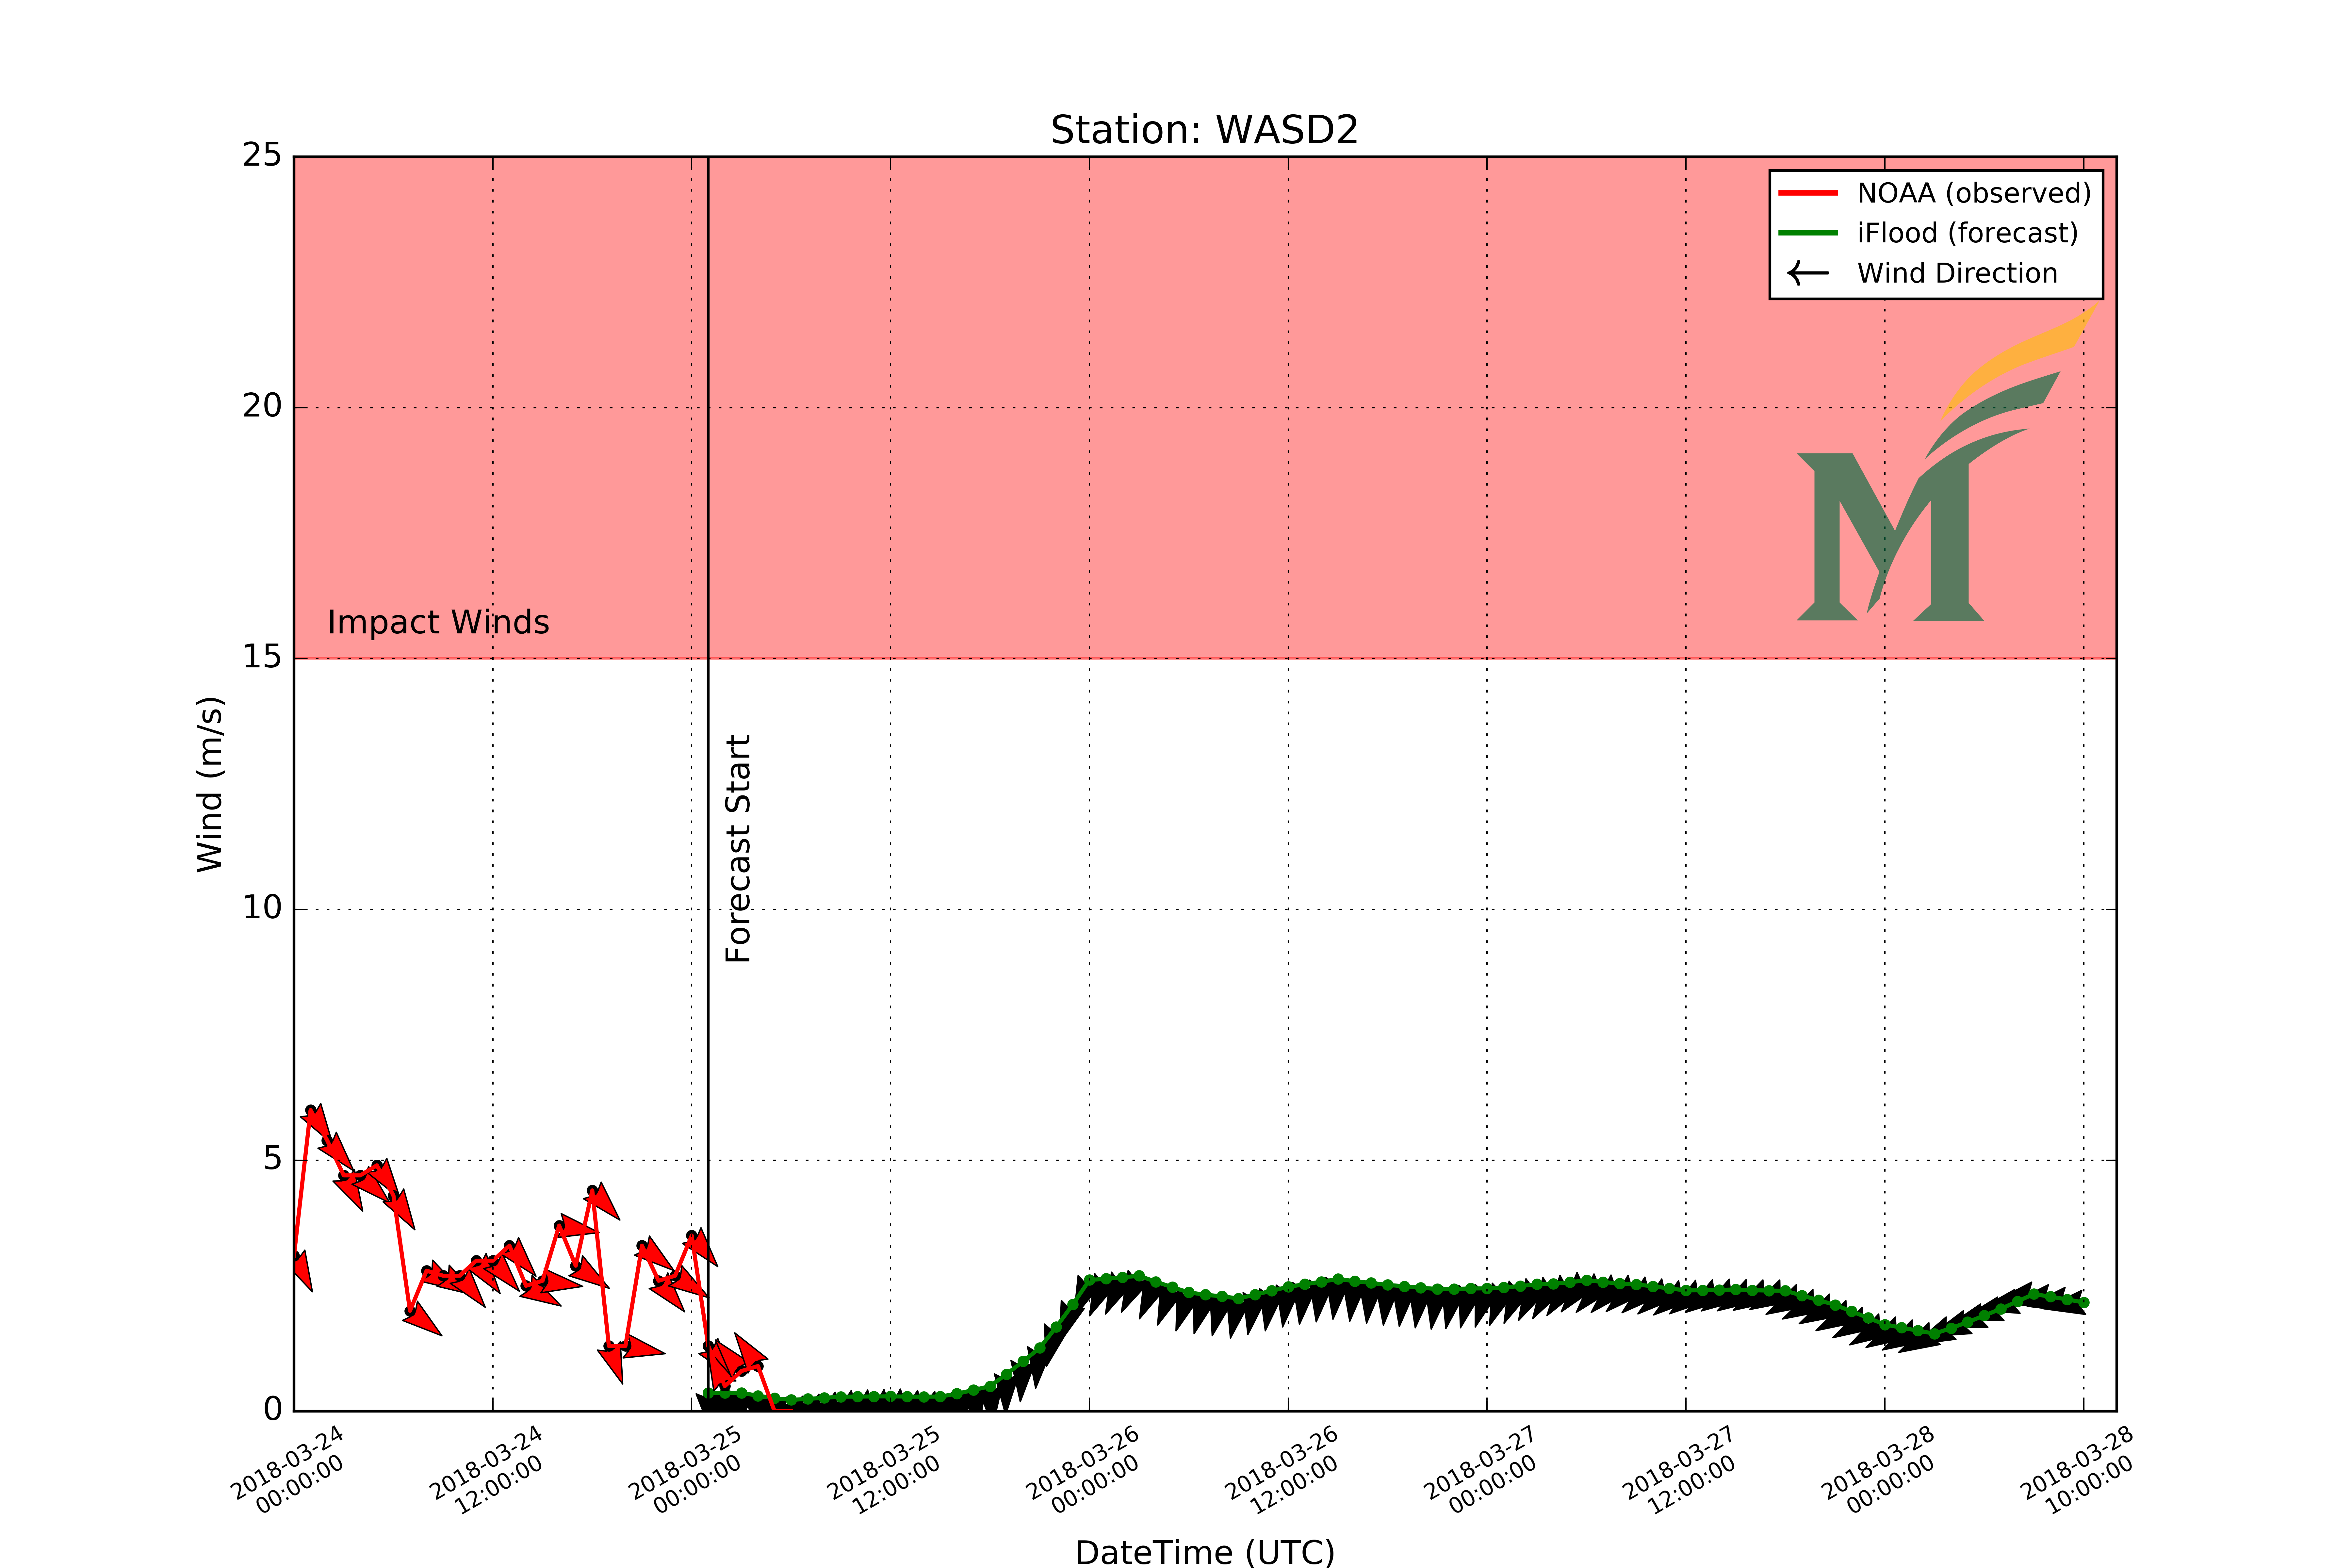 Station: WASD2
25
20
15
10
5
0
Wind (m/s)
NOAA (observed)
iFlood (forecast)
Wind Direction
M
Impact Winds
Forecast Start
2018-03-24
00:00:00
2018-03-24
12:00:00
2018-03-25
00:00:00
2018-03-25
12:00:00
2018-03-26
00:00:00
2018-03-26
12:00:00
2018-03-27
00:00:00
2018-03-27
12:00:00
2018-03-28
00:00:00
2018-03-28
10:00:00
DateTime (UTC)